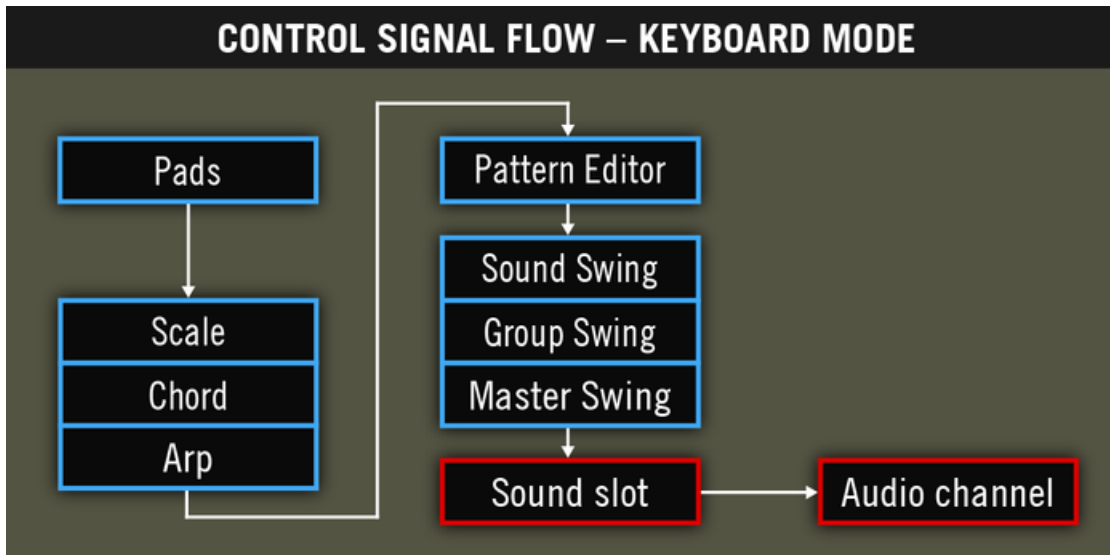 CONTROL SIGNAL FLOW – KEYBOARD MODE
Pads
Scale
Chord
Arp
Pattern Editor
Sound Swing
Group Swing
Master Swing
Sound slot
Audio channel